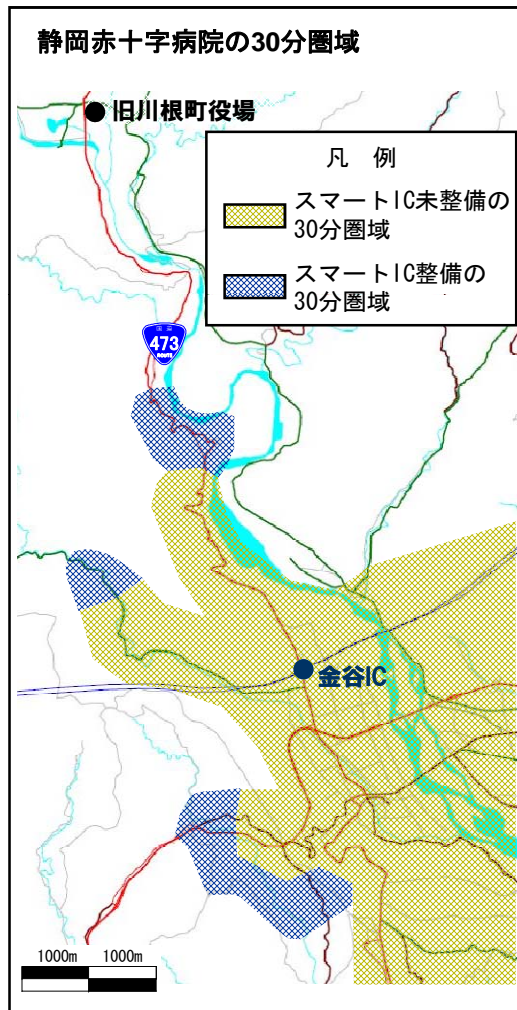 静岡赤十字病院の30分圏域
旧川根町役場
凡 例
スマートIC未整備の
30分圏域
スマートIC整備の
30分圏域
国道
473
ROUTE
金谷IC
1000m 1000m